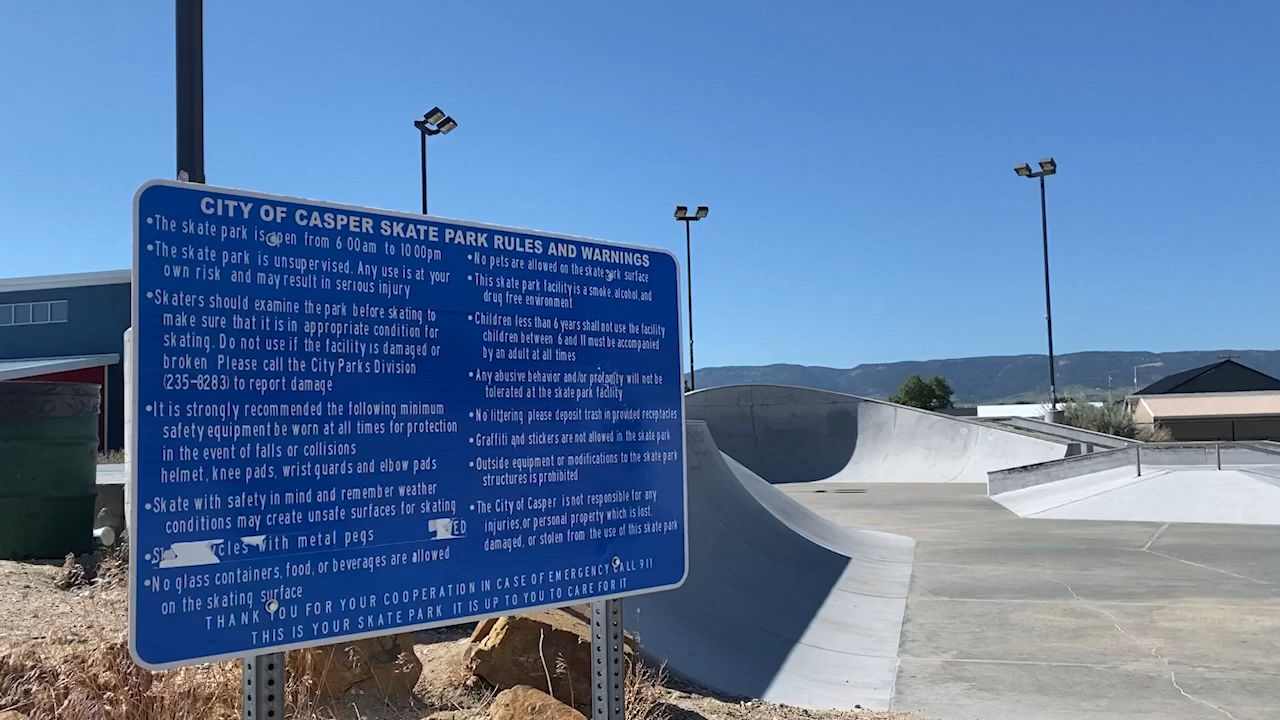 CITY OF CASPER SKATE PARK RULES AND WARNINGS
•The skate park is open from 6 00am to 10 00pm
•The skate park is unsupervised. Any use is at your
own risk and may result in serious injury
•Skaters should examine the park before skating to
make sure that it is in appropriate condition for
skating. Do not use if the facility is damaged or
broken Please call the City Parks Division
(235-8283) to report damage
•It is strongly recommended the following minimum
safety equipment be worn at all times for protection
in the event of falls or collisions
helmet, knee pads, wrist guards and elbow pads
•Skate with safety in mind and remember weather
conditions may create unsafe surfaces for skating
with metal pegs
•No glass containers, food, or beverages are allowed
on the skating surface
•No pets are allowed on the skate park surface
•This skate park facility is a smoke, alcohol, and
drug free environment
•Children less than 6 years shall not use the facility
children between 6 and 11 must be accompanied
by an adult at all times
•Any abusive behavior and/or profanity will not be
tolerated at the skate park facility
•No littering please deposit trash in provided receptacles
•Graffiti and stickers are not allowed in the skate park
•Outside equipment or modifications to the skate park
structures is prohibited
•The City of Casper is not responsible for any
injuries, or personal property which is lost.
damaged, or stolen from the use of this skate park
THANK YOU FOR YOUR COOPERATION IN CASE OF EMERGENCY CALL 911
THIS IS YOUR SKATE PARK IT IS UP TO YOU TO CARE FOR IT